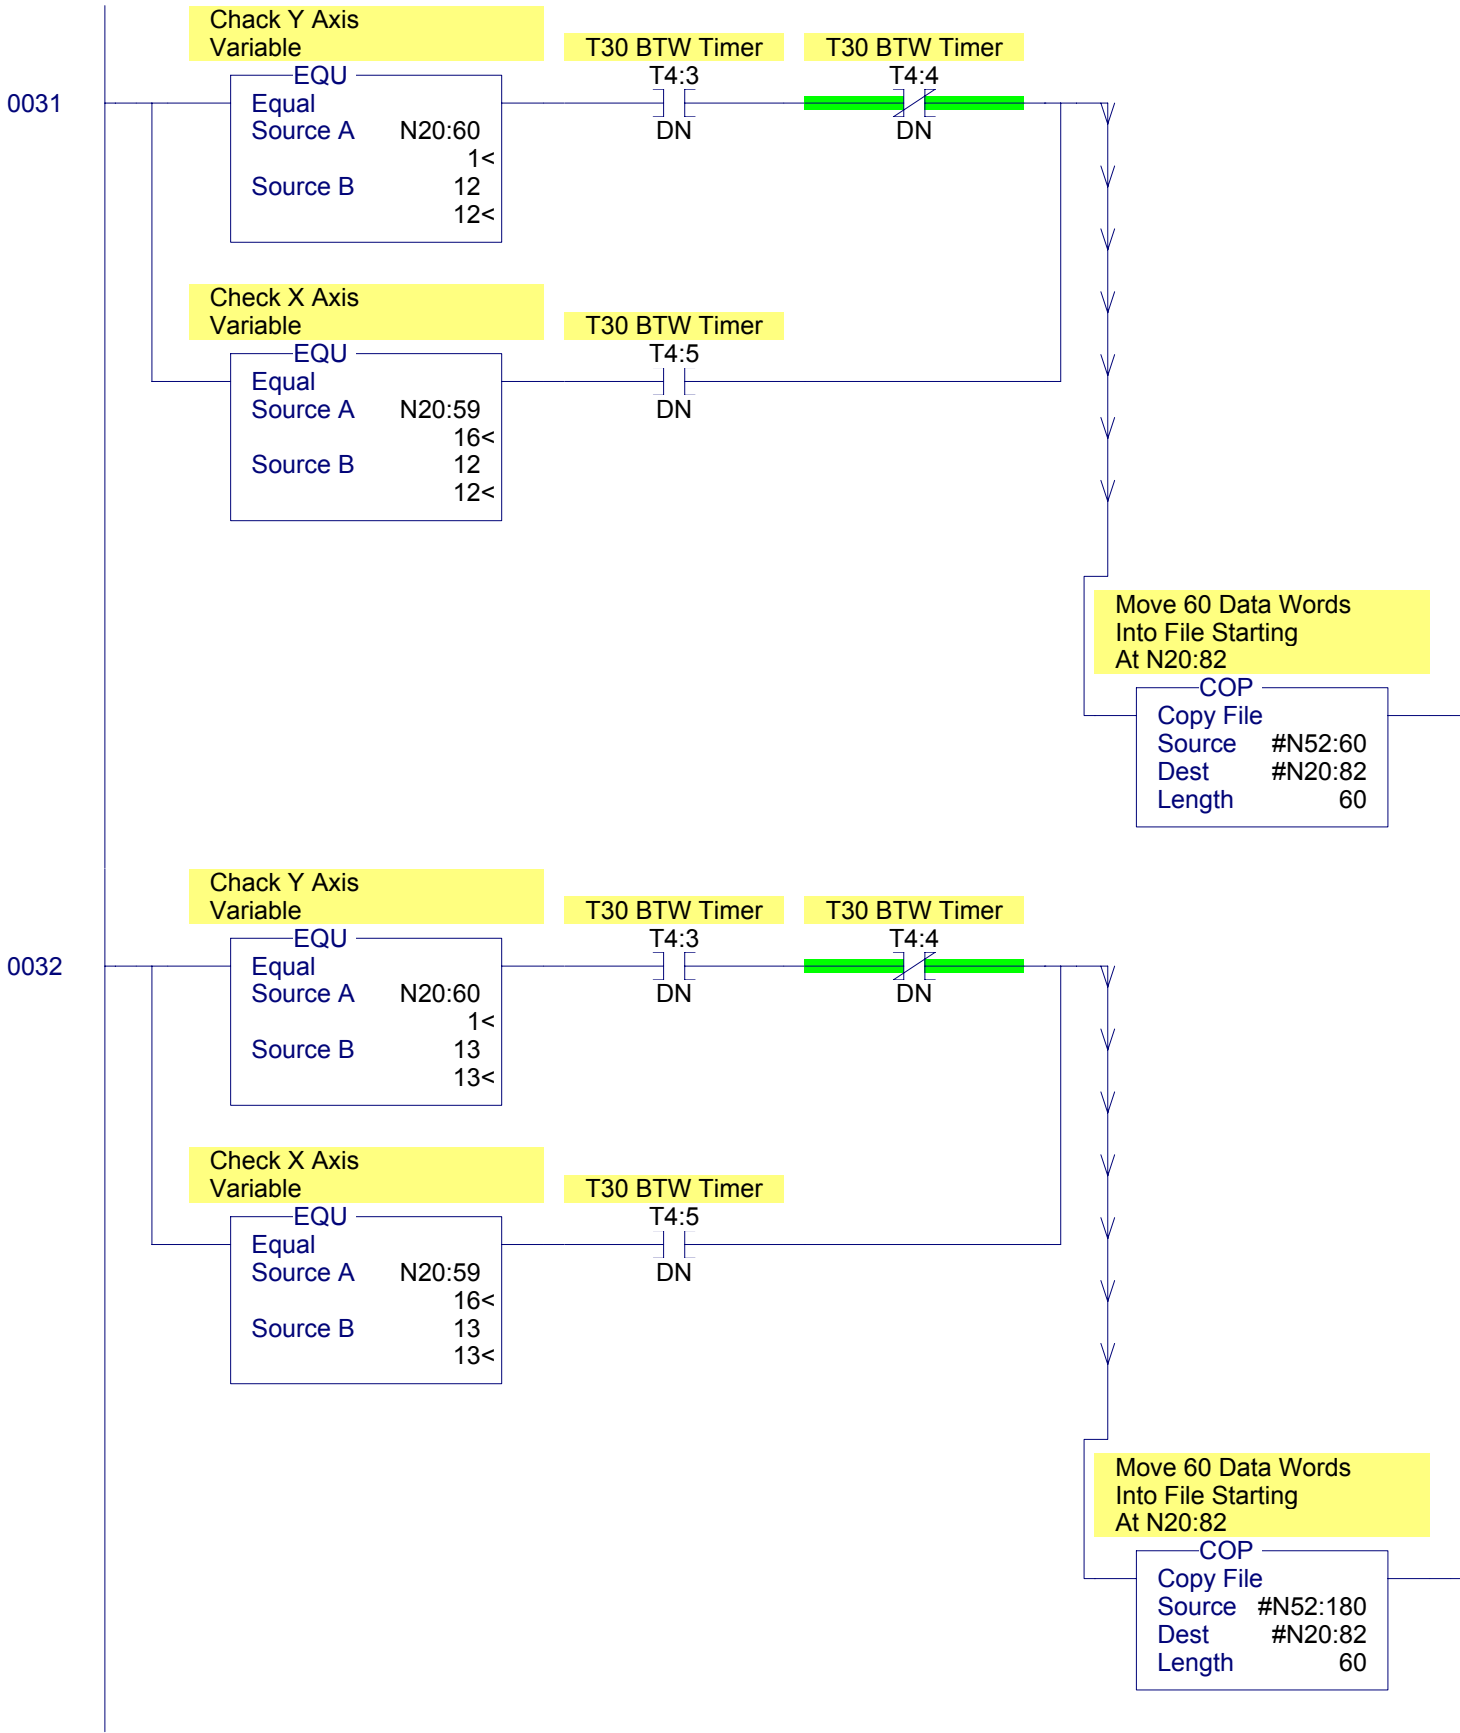 Chack Y Axis
Variable
T30 BTW Timer
T30 BTW Timer
EQU
T4:3
T4:4
0031
Equal
Source A N20:60
DN
DN
1<
Source B 12
12<
Check X Axis
Variable
T30 BTW Timer
EQU
T4:5
Equal
Source A N20:59
DN
16<
Source B 12
12<
Move 60 Data Words
Into File Starting
At N20:82
COP
Copy File
Source #N52:60
Dest #N20:82
Length 60
Chack Y Axis
Variable
T30 BTW Timer
T30 BTW Timer
EQU
T4:3
T4:4
0032
Equal
Source A N20:60
DN
DN
1<
Source B 13
13<
Check X Axis
Variable
T30 BTW Timer
EQU
T4:5
Equal
Source A N20:59
DN
16<
Source B 13
13<
Move 60 Data Words
Into File Starting
At N20:82
COP
Copy File
Source #N52:180
Dest #N20:82
Length 60